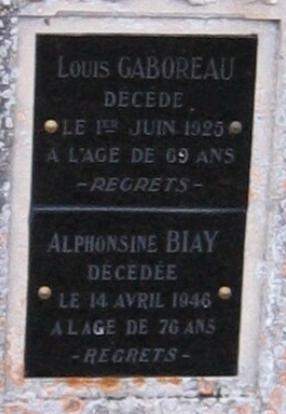 LOUIS GABOREAU
DÉCÉDÉ
LE 1ER JUIN 1925
A L'AGE DE 69 ANS
-REGRETS-
ALPHONSINE BIAY
DÉCÉDÉE
LE 14 AVRIL 1946
A L AGE DE 76 ANS
-REGRETS-